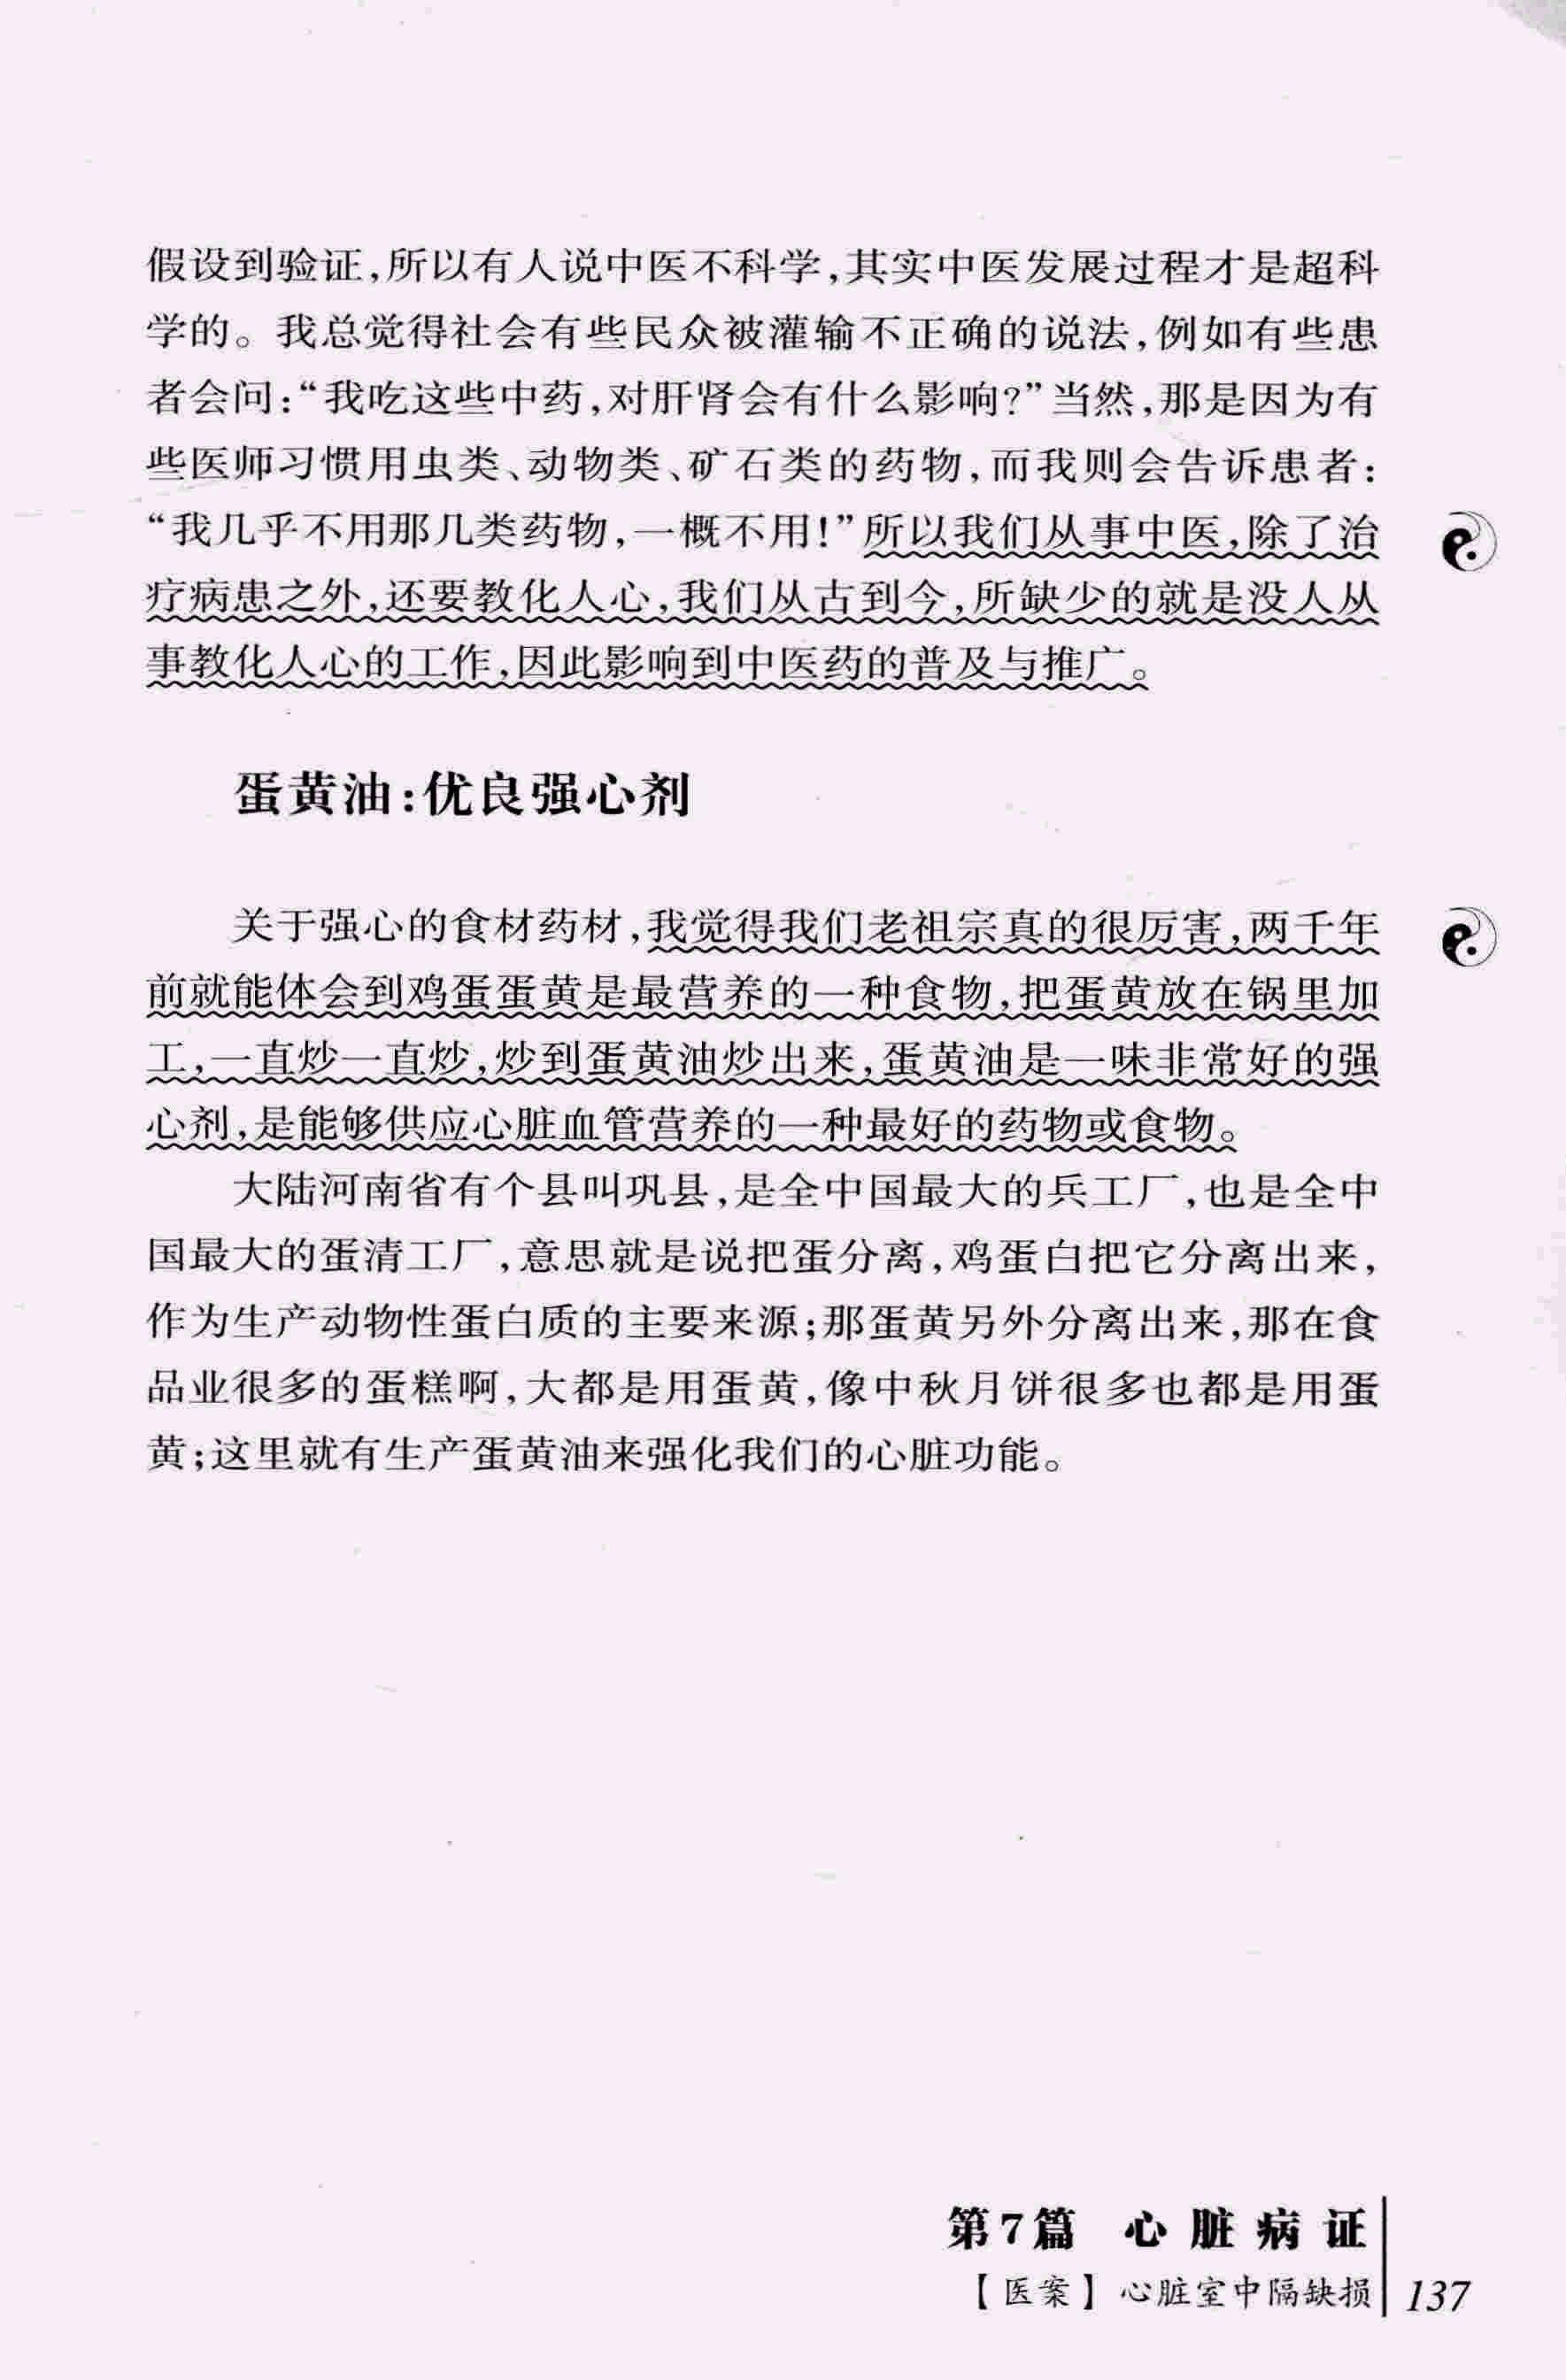 假设到验证,所以有人说中医不科学,其实中医发展过程才是超科
学的。我总觉得社会有些民众被灌输不正确的说法,例如有些患
者会问:“我吃这些中药,对肝肾会有什么影响?”当然,那是因为有
些医师习惯用虫类、动物类、矿石类的药物,而我则会告诉患者:
“我几乎不用那几类药物,一概不用!”所以我们从事中医,除了治
疗病患之外,还要教化人心,我们从古到今,所缺少的就是没人从
事教化人心的工作,因此影响到中医药的普及与推广。
蛋黄油:优良强心剂
关于强心的食材药材,我觉得我们老祖宗真的很厉害,两千年
前就能体会到鸡蛋蛋黄是最营养的一种食物,把蛋黄放在锅里加
工,一直炒一直炒,炒到蛋黄油炒出来,蛋黄油是一味非常好的强
心剂,是能够供应心脏血管营养的一种最好的药物或食物。
大陆河南省有个县叫巩县,是全中国最大的兵工厂,也是全中
国最大的蛋清工厂,意思就是说把蛋分离,鸡蛋白把它分离出来,
作为生产动物性蛋白质的主要来源;那蛋黄另外分离出来,那在食
品业很多的蛋糕啊,大都是用蛋黄,像中秋月饼很多也都是用蛋
黄;这里就有生产蛋黄油来强化我们的心脏功能。
第7篇 心脏病证
【医案】心脏室中隔缺损 137